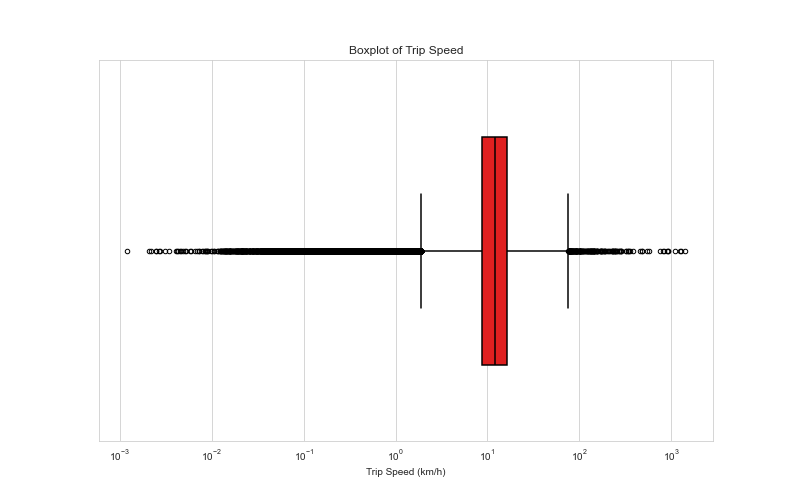 Boxplot of Trip Speed
10⁻³ 10⁻² 10⁻¹ 10⁰ 10¹ 10² 10³
Trip Speed (km/h)